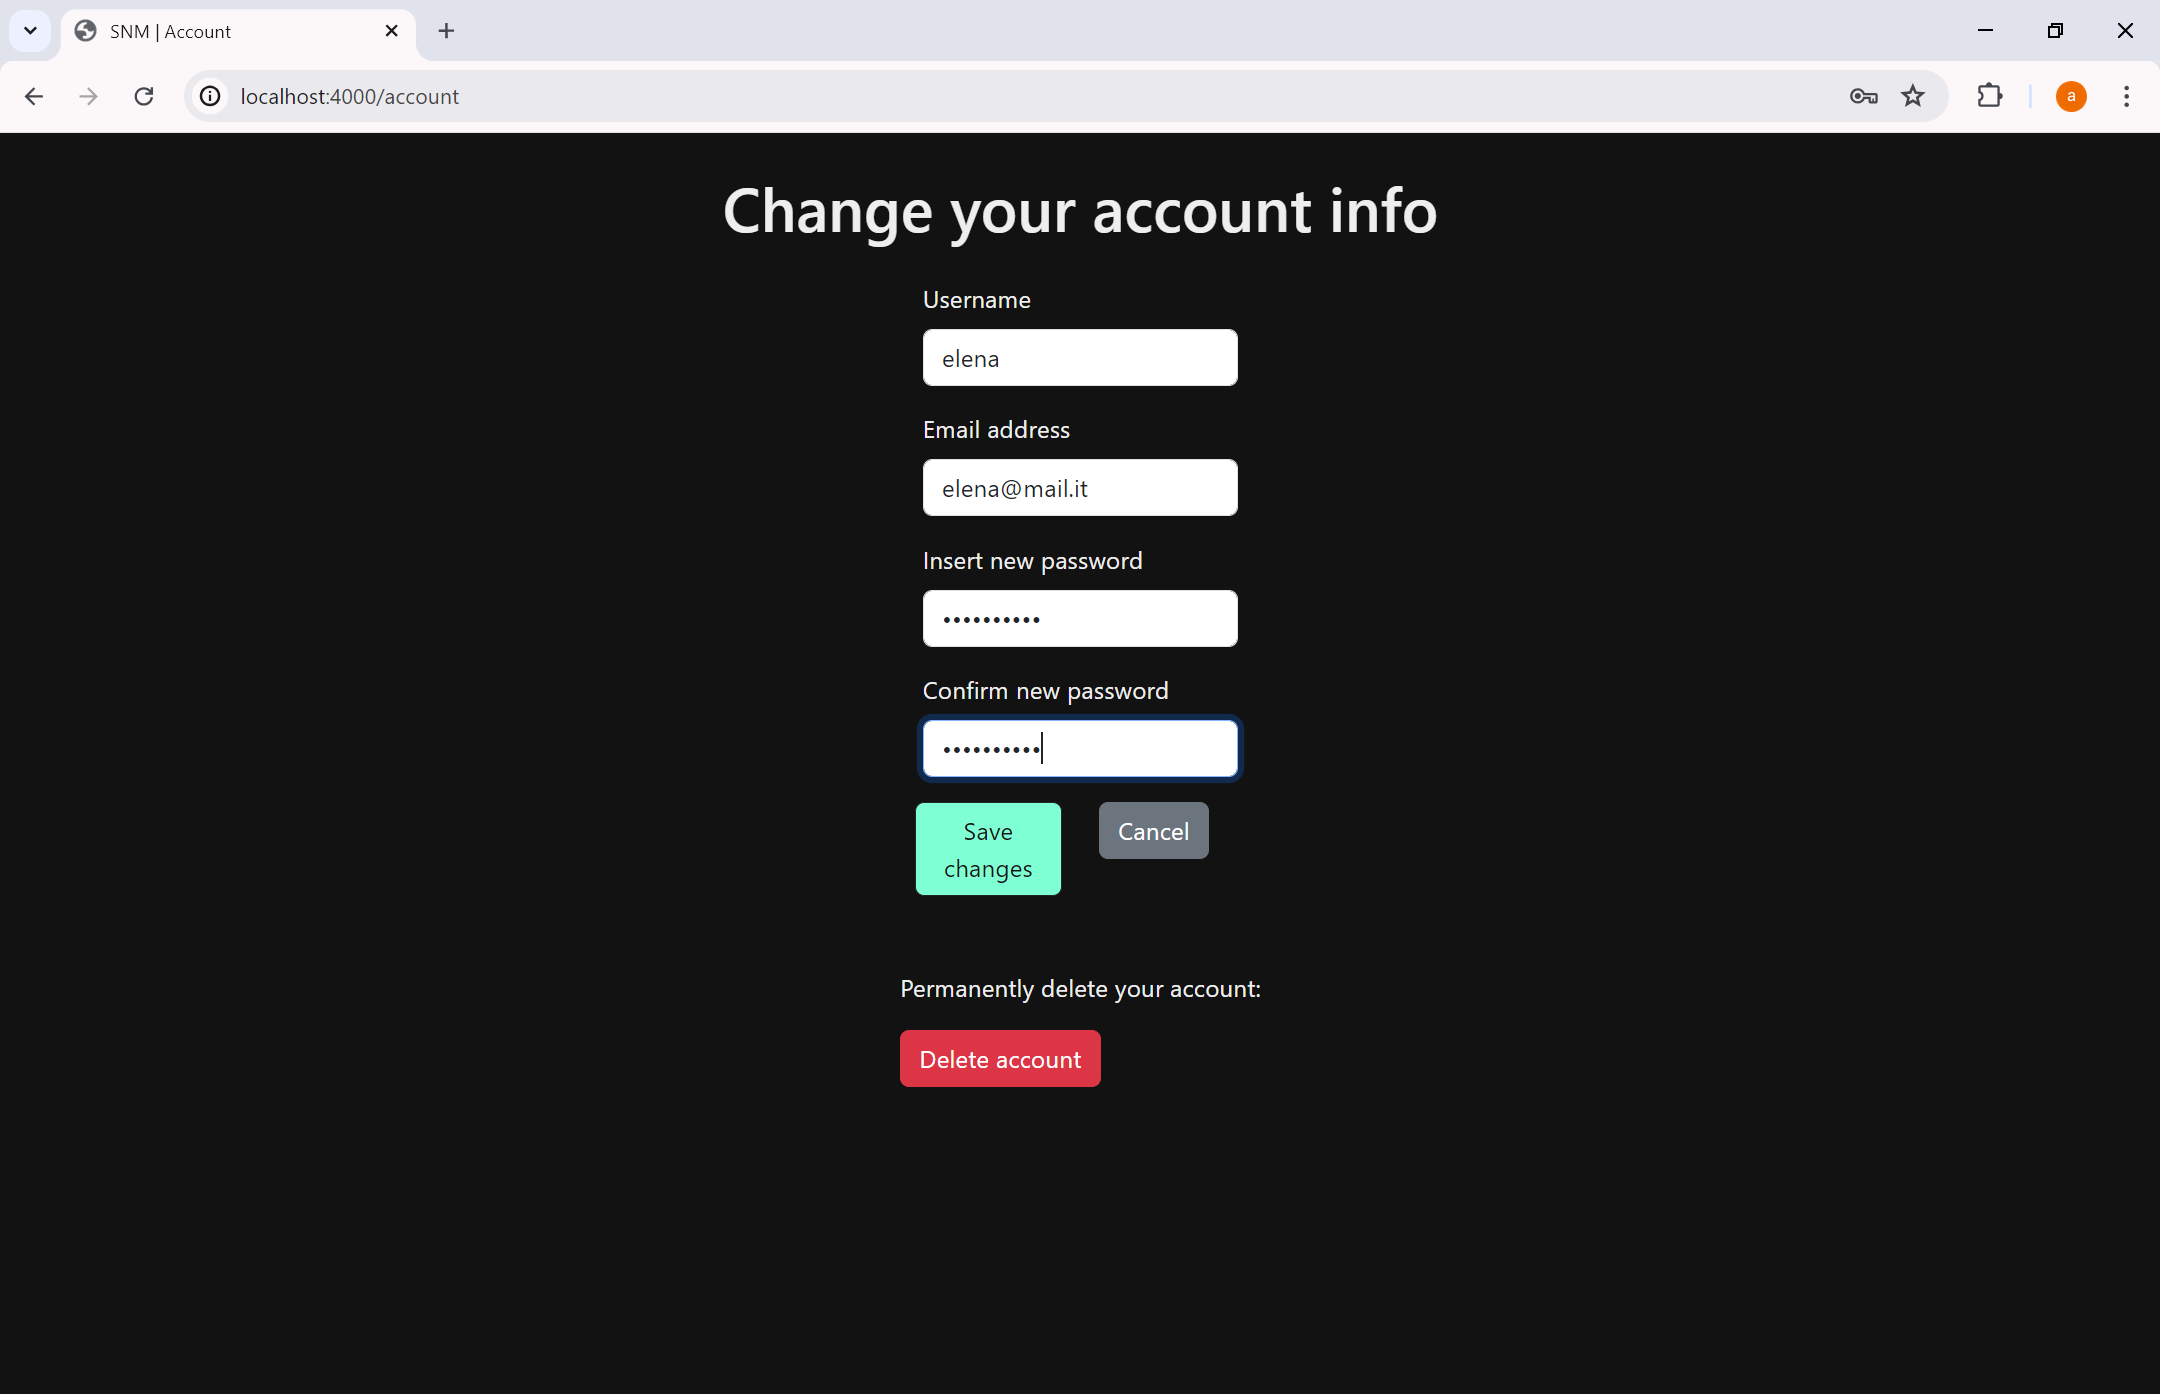 SNM | Account
localhost:4000/account
a
Change your account info
Username
elena
Email address
elena@mail.it
Insert new password
••••••••••
Confirm new password
••••••••••
Save
changes
Cancel
Permanently delete your account:
Delete account